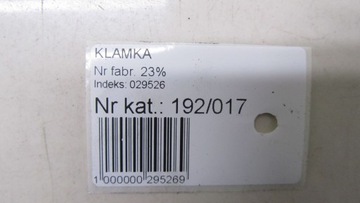 KLAMKA
Nr fabr. 23%
Indeks: 029526
Nr kat.: 192/017
1 000000 295269